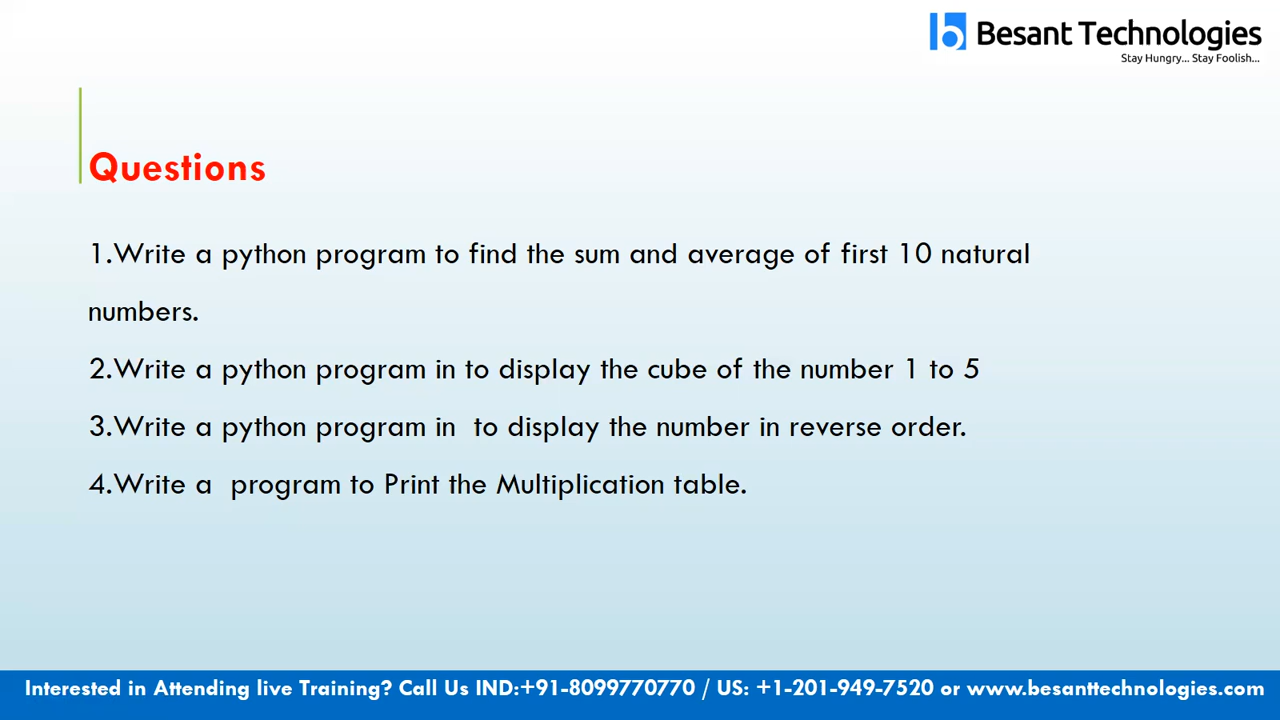 Besant Technologies
Stay Hungry... Stay Foolish...
Questions
1.Write a python program to find the sum and average of first 10 natural
numbers.
2.Write a python program in to display the cube of the number 1 to 5
3.Write a python program in  to display the number in reverse order.
4.Write a  program to Print the Multiplication table.
Interested in Attending live Training? Call Us IND:+91-8099770770 / US: +1-201-949-7520 or www.besanttechnologies.com